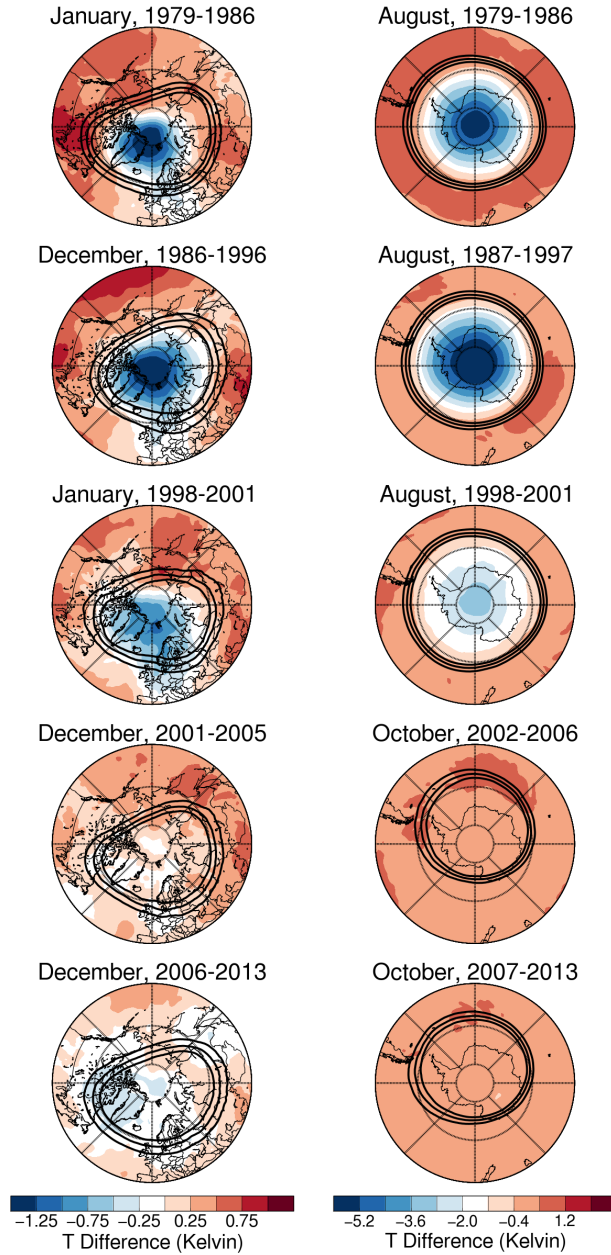 January, 1979-1986
August, 1979-1986
December, 1986-1996
August, 1987-1997
January, 1998-2001
August, 1998-2001
December, 2001-2005
October, 2002-2006
December, 2006-2013
October, 2007-2013
−1.25 −0.75 −0.25 0.25 0.75
T Difference (Kelvin)
−5.2 −3.6 −2.0 −0.4 1.2
T Difference (Kelvin)